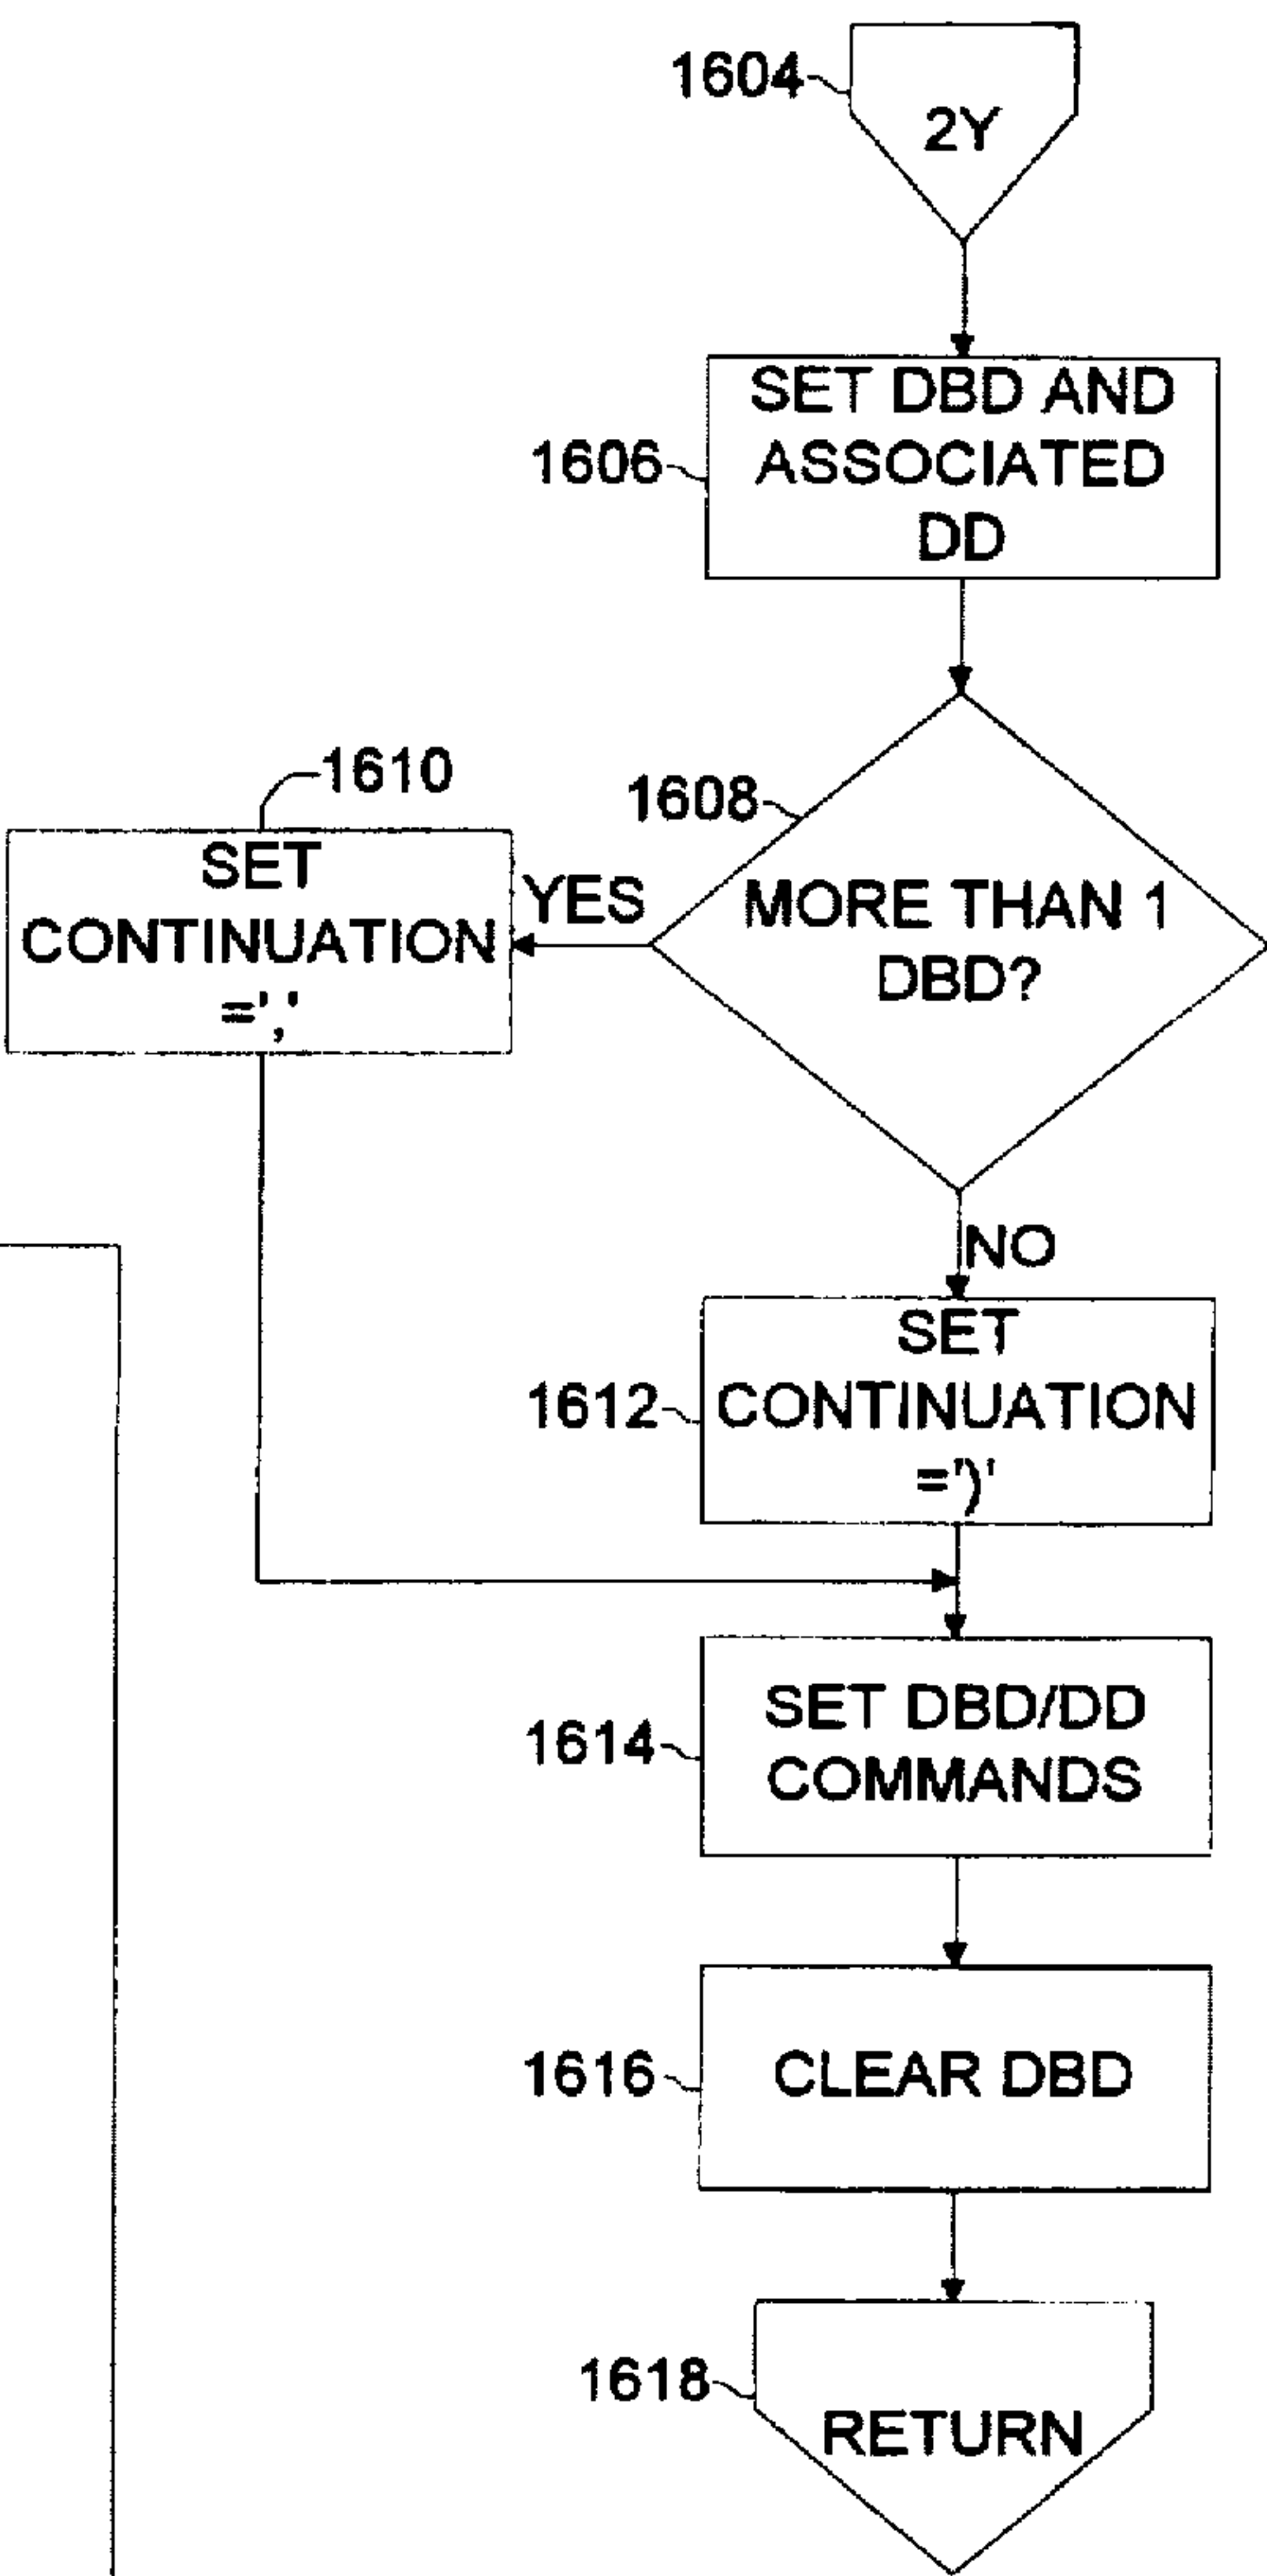 1604
2Y
SET DBD AND
1606
ASSOCIATED
DD
1610
1608
SET
CONTINUATION
=','
YES
MORE THAN 1
DBD?
NO
SET
1612
CONTINUATION
=')'
1614
SET DBD/DD
COMMANDS
1616
CLEAR DBD
1618
RETURN